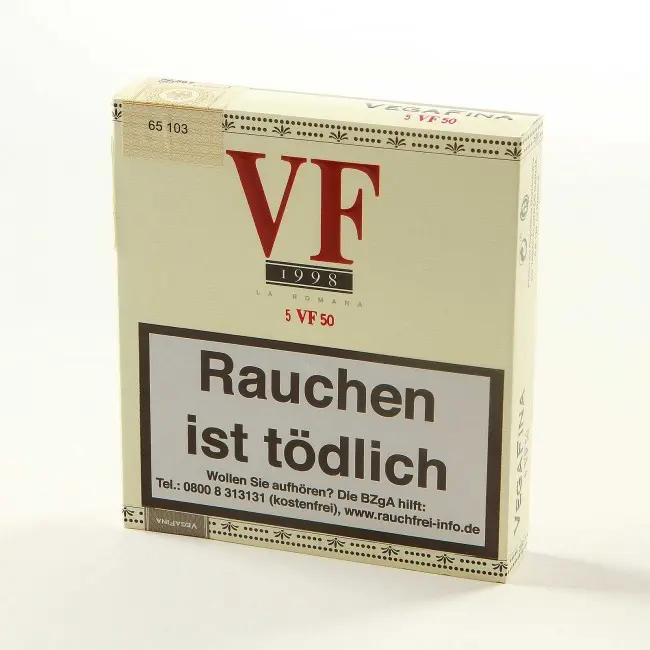 65 103
VEGAFINA
5 VF 50
VF
1998
LA ROMANA
5 VF 50
Rauchen
ist tödlich
Wollen Sie aufhören? Die BZgA hilft:
Tel.: 0800 8 313131 (kostenfrei), www.rauchfrei-info.de
VEGAFINA
VEGAFINA